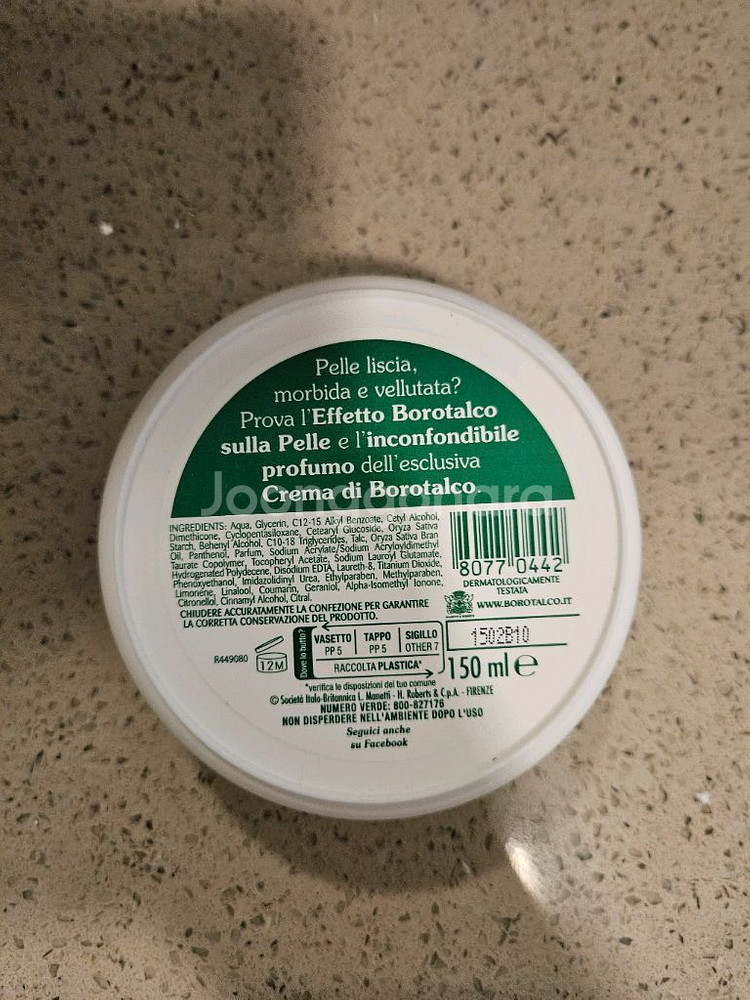 Pelle liscia,
morbida e vellutata?
Prova l'Effetto Borotalco
sulla Pelle e l'inconfondibile
profumo dell'esclusiva
Crema di Borotalco
Joonggonara
INGREDIENTS: Aqua, Glycerin, C12-15 Alkyl Benzoate, Cetyl Alcohol,
Dimethicone, Cyclopentasiloxane, Cetearyl Glucoside, Oryza Sativa
Starch, Behenyl Alcohol, C10-18 Triglycerides, Talc, Oryza Sativa Bran
Oil, Panthenol, Parfum, Sodium Acrylate/Sodium Acryloyldimethyl
Taurate Copolymer, Tocopheryl Acetate, Sodium Lauroyl Glutamate,
Hydrogenated Polydecene, Disodium EDTA, Laureth-8, Titanium Dioxide,
Phenoxyethanol, Imidazolidinyl Urea, Ethylparaben, Methylparaben,
Limonene, Linalool, Coumarin, Geraniol, Alpha-Isomethyl Ionone,
Citronellol, Cinnamyl Alcohol, Citral.
CHIUDERE ACCURATAMENTE LA CONFEZIONE PER GARANTIRE
LA CORRETTA CONSERVAZIONE DEL PRODOTTO.
8077 0442
DERMATOLOGICAMENTE
TESTATA
WWW.BOROTALCO.IT
1502B10
R449080
12M
Dove lo butto?
VASETTO TAPPO SIGILLO
PP 5 PP 5 OTHER 7
RACCOLTA PLASTICA*
150 ml e
*verifica le disposizioni del tuo comune
© Società Italo-Britannica L. Manetti - H. Roberts & C.p.A. - FIRENZE
NUMERO VERDE: 800-827176
NON DISPERDERE NELL'AMBIENTE DOPO L'USO
Seguici anche
su Facebook